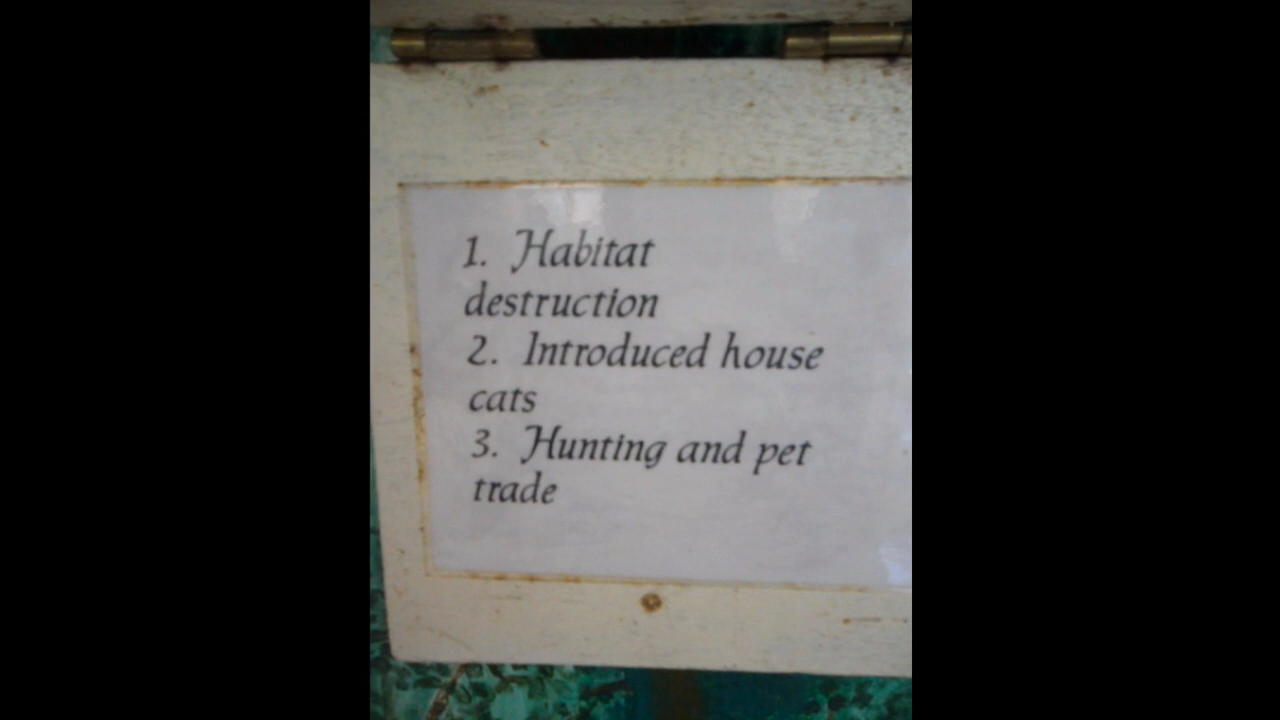 1. Habitat
destruction
2. Introduced house
cats
3. Hunting and pet
trade